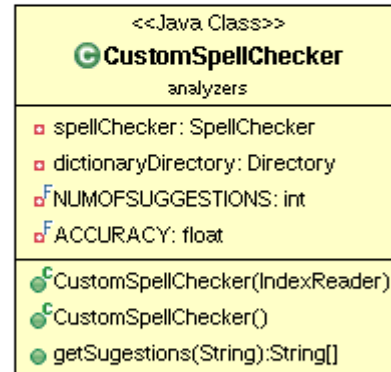 <<Java Class>>
CustomSpellChecker
analyzers
spellChecker: SpellChecker
dictionaryDirectory: Directory
NUMOFSUGGESTIONS: int
ACCURACY: float
CustomSpellChecker(IndexReader)
CustomSpellChecker()
getSugestions(String):String[]